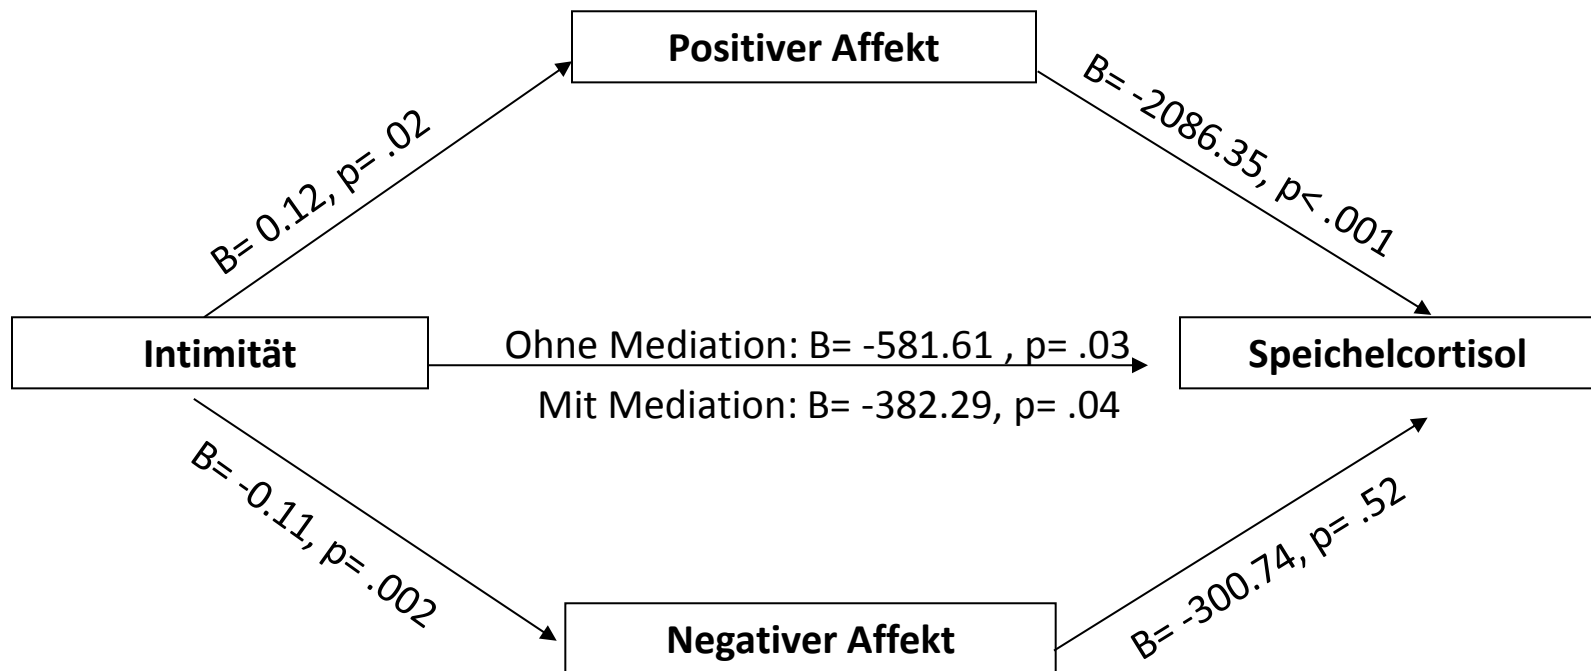 Positiver Affekt
B= 0.12, p= .02
B= -2086.35, p< .001
Intimität
Ohne Mediation: B= -581.61 , p= .03
Mit Mediation: B= -382.29, p= .04
Speichelcortisol
B= -0.11, p= .002
B= -300.74, p= .52
Negativer Affekt